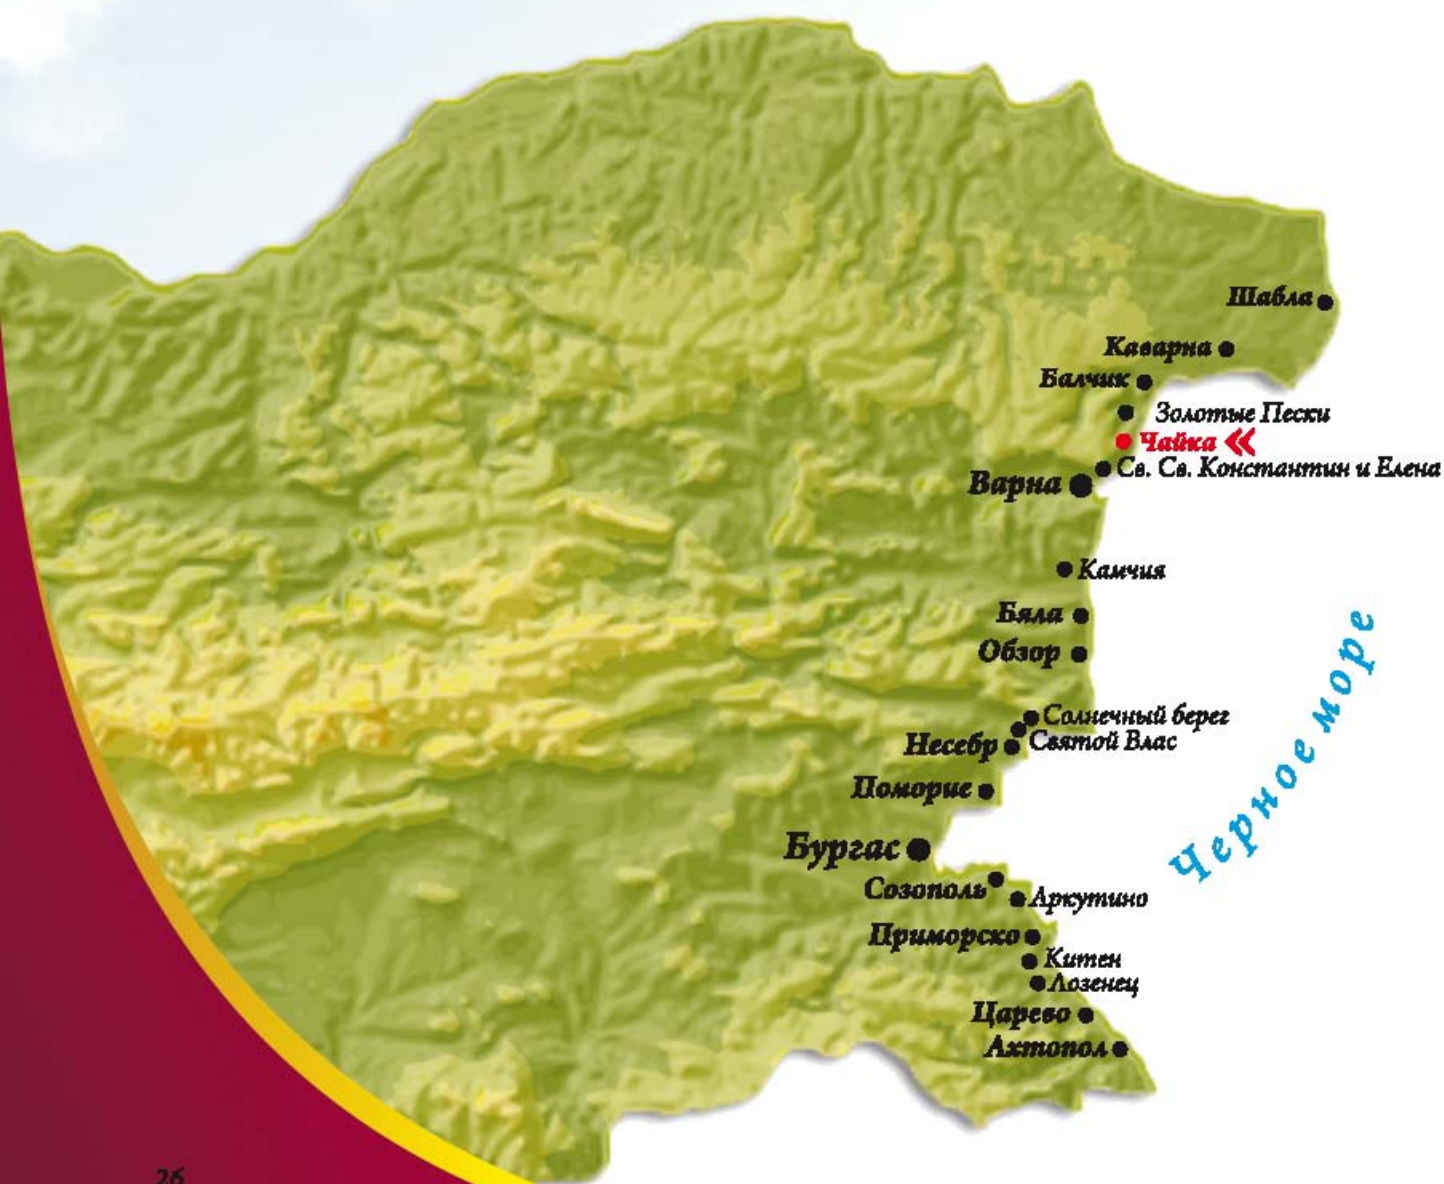 Шабла
Каварна
Балчик
Золотые Пески
Чайка «
Св. Св. Константин и Елена
Варна
Камчия
Бяла
Обзор
Солнечный берег
Святой Влас
Несебр
Поморие
Бургас
Созополь
Аркутино
Приморско
Китен
Лозенец
Царево
Ахтопол
Черное море
26